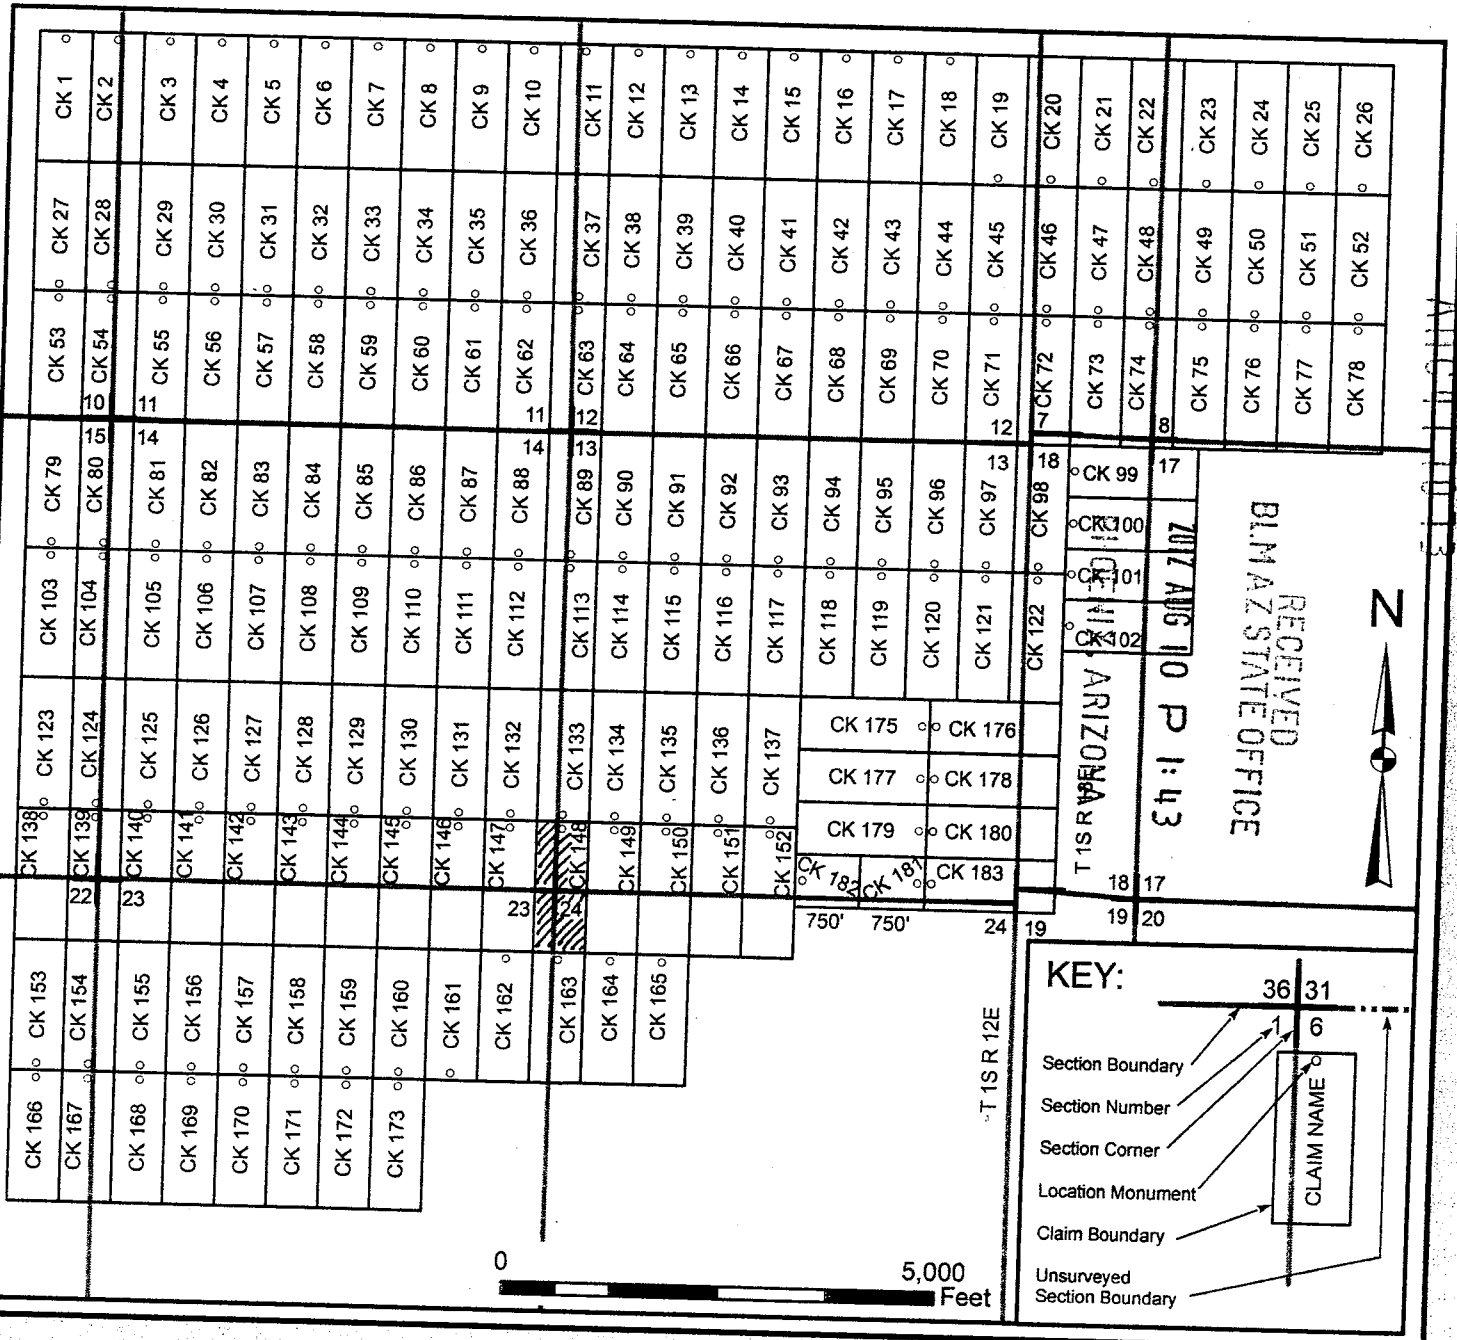 CK 1
CK 2
CK 3
CK 4
CK 5
CK 6
CK 7
CK 8
CK 9
CK 10
CK 11
CK 12
CK 13
CK 14
CK 15
CK 16
CK 17
CK 18
CK 19
CK 20
CK 21
CK 22
CK 23
CK 24
CK 25
CK 26
CK 27
CK 28
CK 29
CK 30
CK 31
CK 32
CK 33
CK 34
CK 35
CK 36
CK 37
CK 38
CK 39
CK 40
CK 41
CK 42
CK 43
CK 44
CK 45
CK 46
CK 47
CK 48
CK 49
CK 50
CK 51
CK 52
CK 53
CK 54
CK 55
CK 56
CK 57
CK 58
CK 59
CK 60
CK 61
CK 62
CK 63
CK 64
CK 65
CK 66
CK 67
CK 68
CK 69
CK 70
CK 71
CK 72
CK 73
CK 74
CK 75
CK 76
CK 77
CK 78
10
11
11
12
12
7
8
15
14
14
13
13
18
17
CK 79
CK 80
CK 81
CK 82
CK 83
CK 84
CK 85
CK 86
CK 87
CK 88
CK 89
CK 90
CK 91
CK 92
CK 93
CK 94
CK 95
CK 96
CK 97
CK 98
CK 99
CK 100
CK 101
CK 102
CK 103
CK 104
CK 105
CK 106
CK 107
CK 108
CK 109
CK 110
CK 111
CK 112
CK 113
CK 114
CK 115
CK 116
CK 117
CK 118
CK 119
CK 120
CK 121
CK 122
ARIZONA
2017 AUG 10 P 1:43
RECEIVED
BLM AZ STATE OFFICE
N
CK 123
CK 124
CK 125
CK 126
CK 127
CK 128
CK 129
CK 130
CK 131
CK 132
CK 133
CK 134
CK 135
CK 136
CK 137
CK 175
CK 176
CK 177
CK 178
CK 179
CK 180
CK 182
CK 181
CK 183
T 1S R
CK 138
CK 139
CK 140
CK 141
CK 142
CK 143
CK 144
CK 145
CK 146
CK 147
CK 148
CK 149
CK 150
CK 151
CK 152
22
23
23
24
750'
750'
24
19
18
17
19
20
CK 153
CK 154
CK 155
CK 156
CK 157
CK 158
CK 159
CK 160
CK 161
CK 162
CK 163
CK 164
CK 165
T 1S R 12E
CK 166
CK 167
CK 168
CK 169
CK 170
CK 171
CK 172
CK 173
0
5,000
Feet
KEY:
36
31
1
6
Section Boundary
Section Number
Section Corner
Location Monument
Claim Boundary
Unsurveyed
Section Boundary
CLAIM NAME